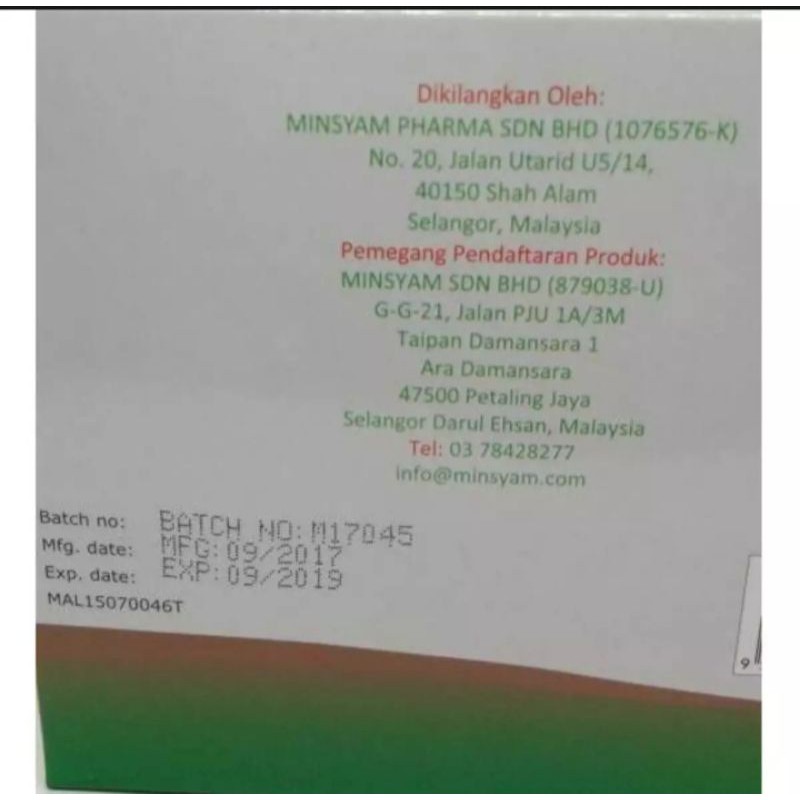 Dikilangkan Oleh:
MINSYAM PHARMA SDN BHD (1076576-K)
No. 20, Jalan Utarid U5/14,
40150 Shah Alam
Selangor, Malaysia
Pemegang Pendaftaran Produk:
MINSYAM SDN BHD (879038-U)
G-G-21, Jalan PJU 1A/3M
Taipan Damansara 1
Ara Damansara
47500 Petaling Jaya
Selangor Darul Ehsan, Malaysia
Tel: 03 78428277
info@minsyam.com
Batch no: BATCH NO: M17045
Mfg. date: MFG: 09/2017
Exp. date: EXP: 09/2019
MAL15070046T
9